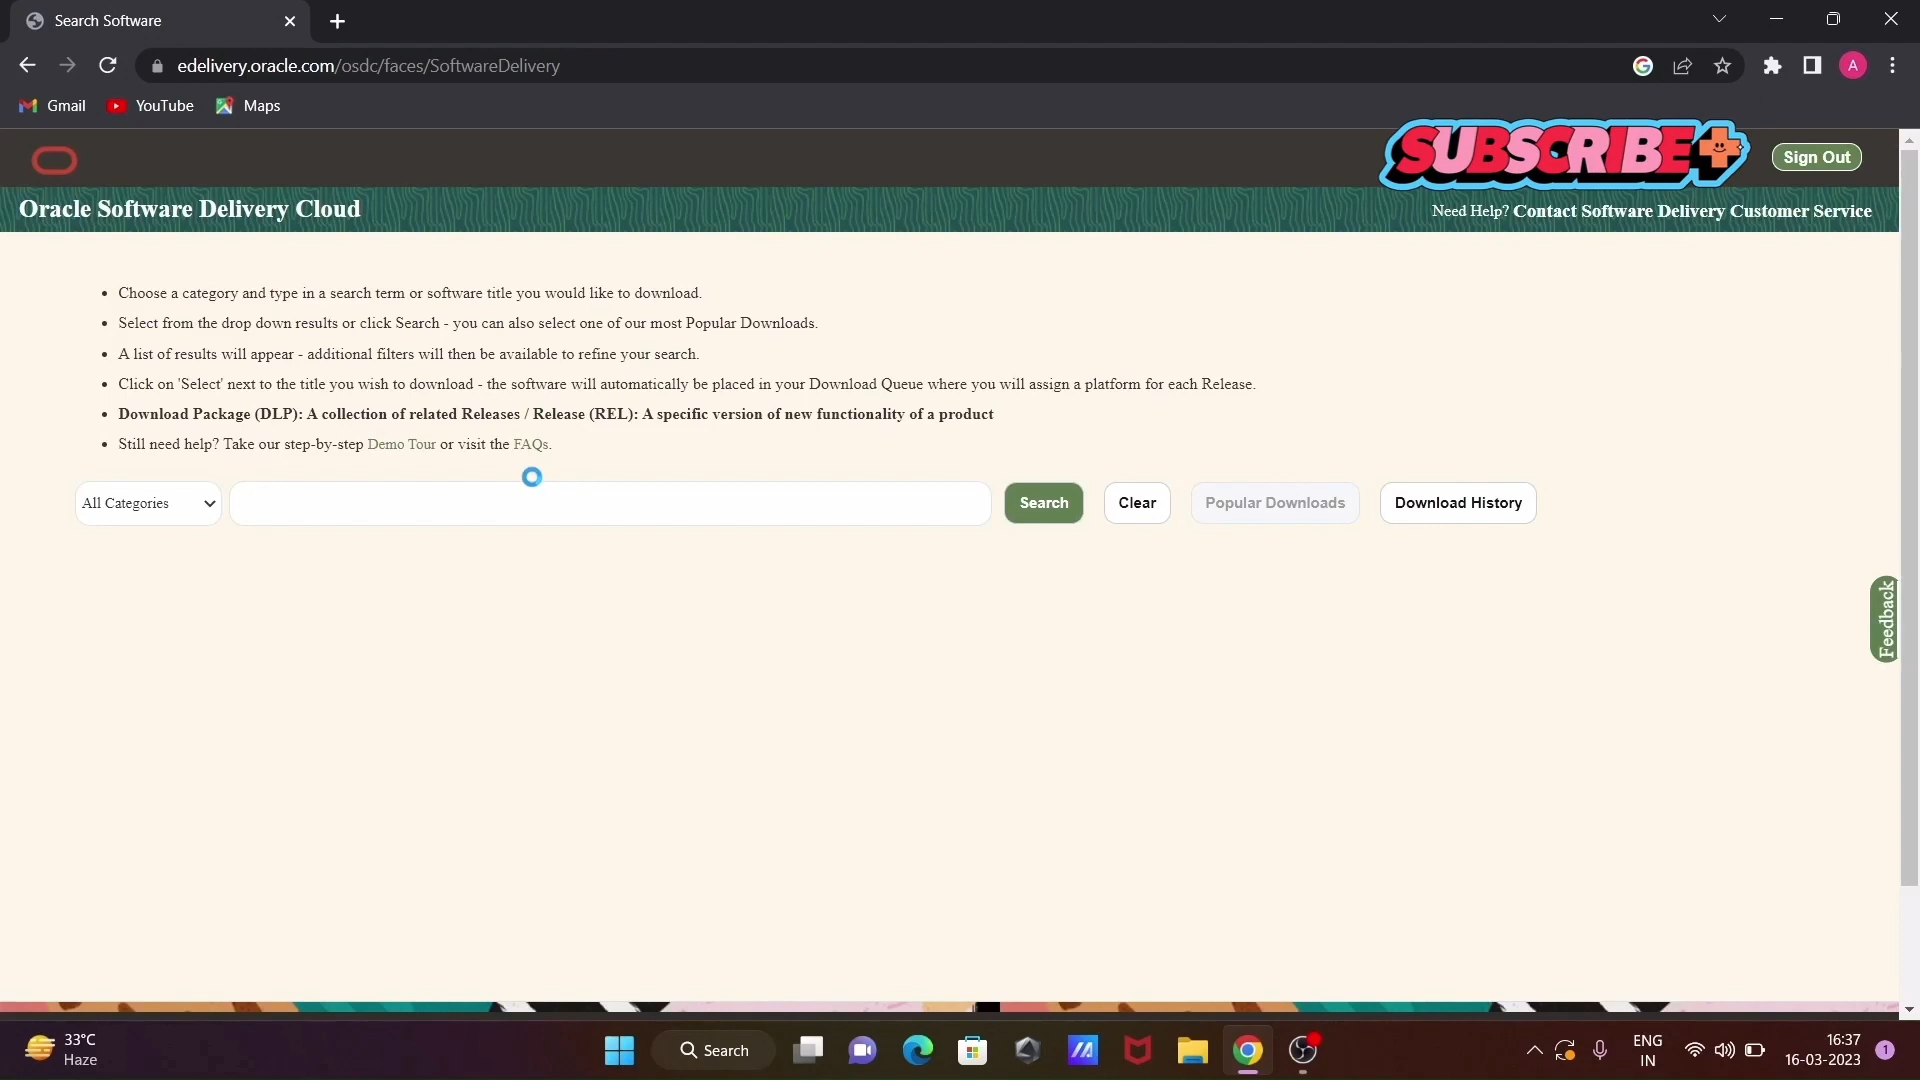 Search Software
edelivery.oracle.com/osdc/faces/SoftwareDelivery
A
Gmail
YouTube
Maps
SUBSCRIBE
Sign Out
Oracle Software Delivery Cloud
Need Help? Contact Software Delivery Customer Service
• Choose a category and type in a search term or software title you would like to download.
• Select from the drop down results or click Search - you can also select one of our most Popular Downloads.
• A list of results will appear - additional filters will then be available to refine your search.
• Click on 'Select' next to the title you wish to download - the software will automatically be placed in your Download Queue where you will assign a platform for each Release.
• Download Package (DLP): A collection of related Releases / Release (REL): A specific version of new functionality of a product
• Still need help? Take our step-by-step Demo Tour or visit the FAQs.
All Categories
Search
Clear
Popular Downloads
Download History
Feedback
33°C
Haze
Search
ENG
IN
16:37
16-03-2023
1